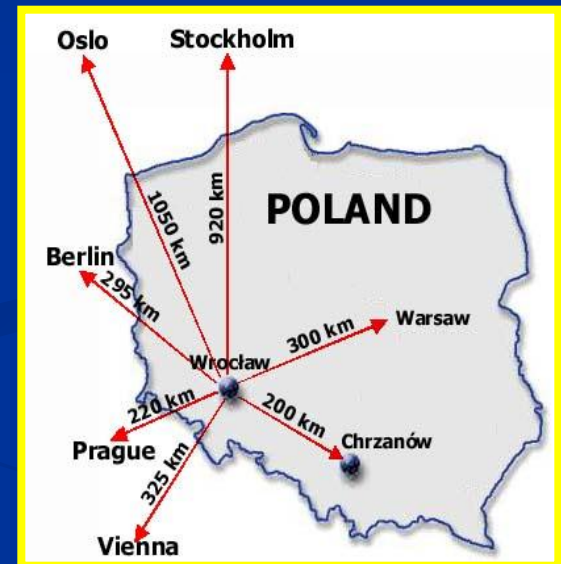 Oslo
Stockholm
1050 km
920 km
POLAND
Berlin
295 km
300 km
Warsaw
Wrocław
220 km
200 km
Prague
325 km
Chrzanów
Vienna